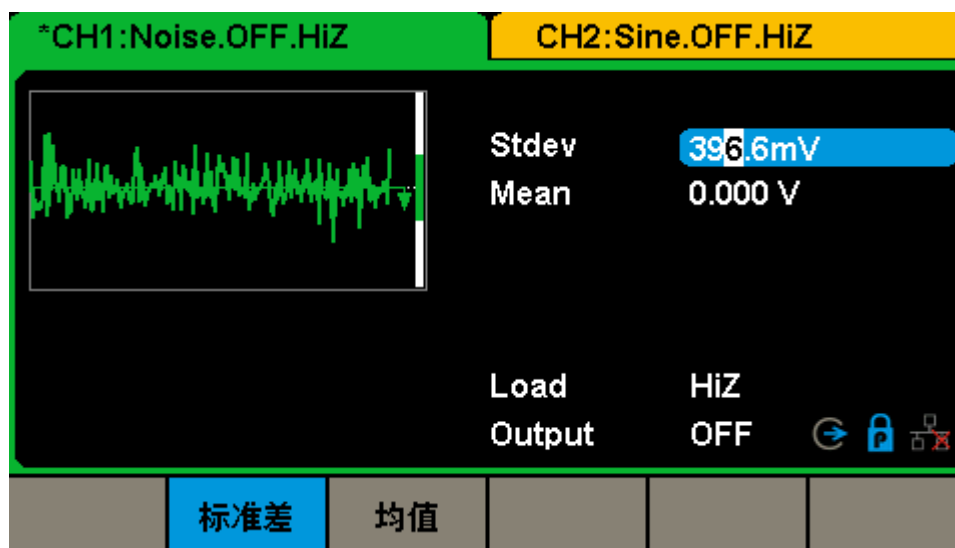 *CH1:Noise.OFF.HiZ CH2:Sine.OFF.HiZ
Stdev 396.6mV
Mean 0.000 V
Load HiZ
Output OFF P
标准差 均值